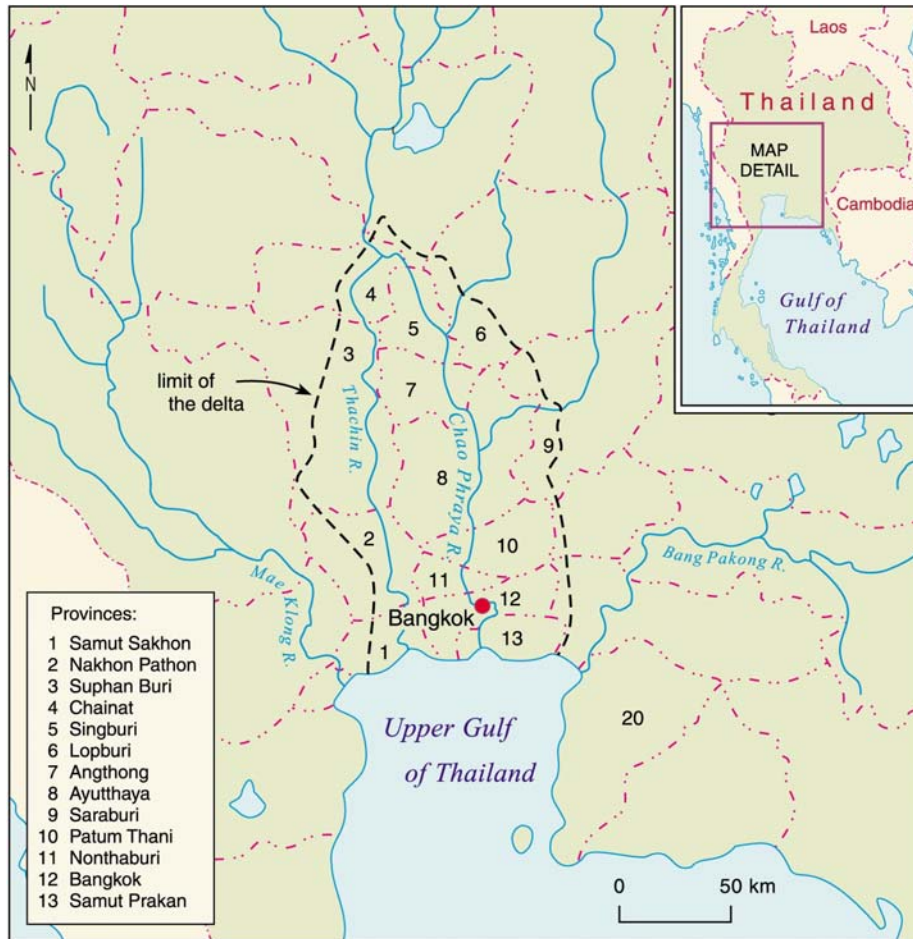 N
Laos
Thailand
MAP
DETAIL
Cambodia
Gulf of
Thailand
4
5
6
3
7
limit of
the delta
Thachin R.
Chao Phraya R.
9
8
2
10
Bang Pakong R.
Mae Klong R.
11
12
Bangkok
13
1
20
Upper Gulf
of Thailand
Provinces:
1 Samut Sakhon
2 Nakhon Pathon
3 Suphan Buri
4 Chainat
5 Singburi
6 Lopburi
7 Angthong
8 Ayutthaya
9 Saraburi
10 Patum Thani
11 Nonthaburi
12 Bangkok
13 Samut Prakan
0 50 km